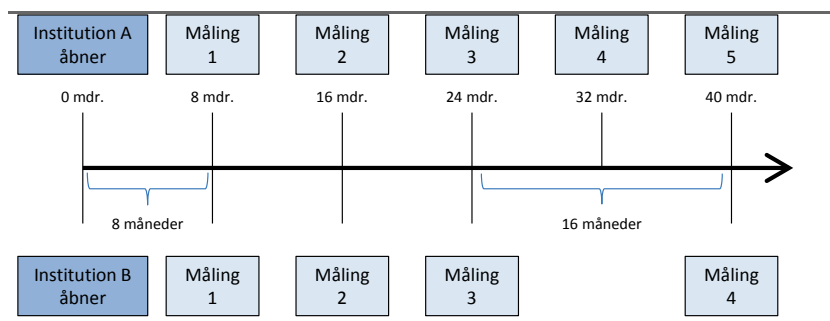 Institution A
åbner
Måling
1
Måling
2
Måling
3
Måling
4
Måling
5
0 mdr.
8 mdr.
16 mdr.
24 mdr.
32 mdr.
40 mdr.
8 måneder
16 måneder
Institution B
åbner
Måling
1
Måling
2
Måling
3
Måling
4